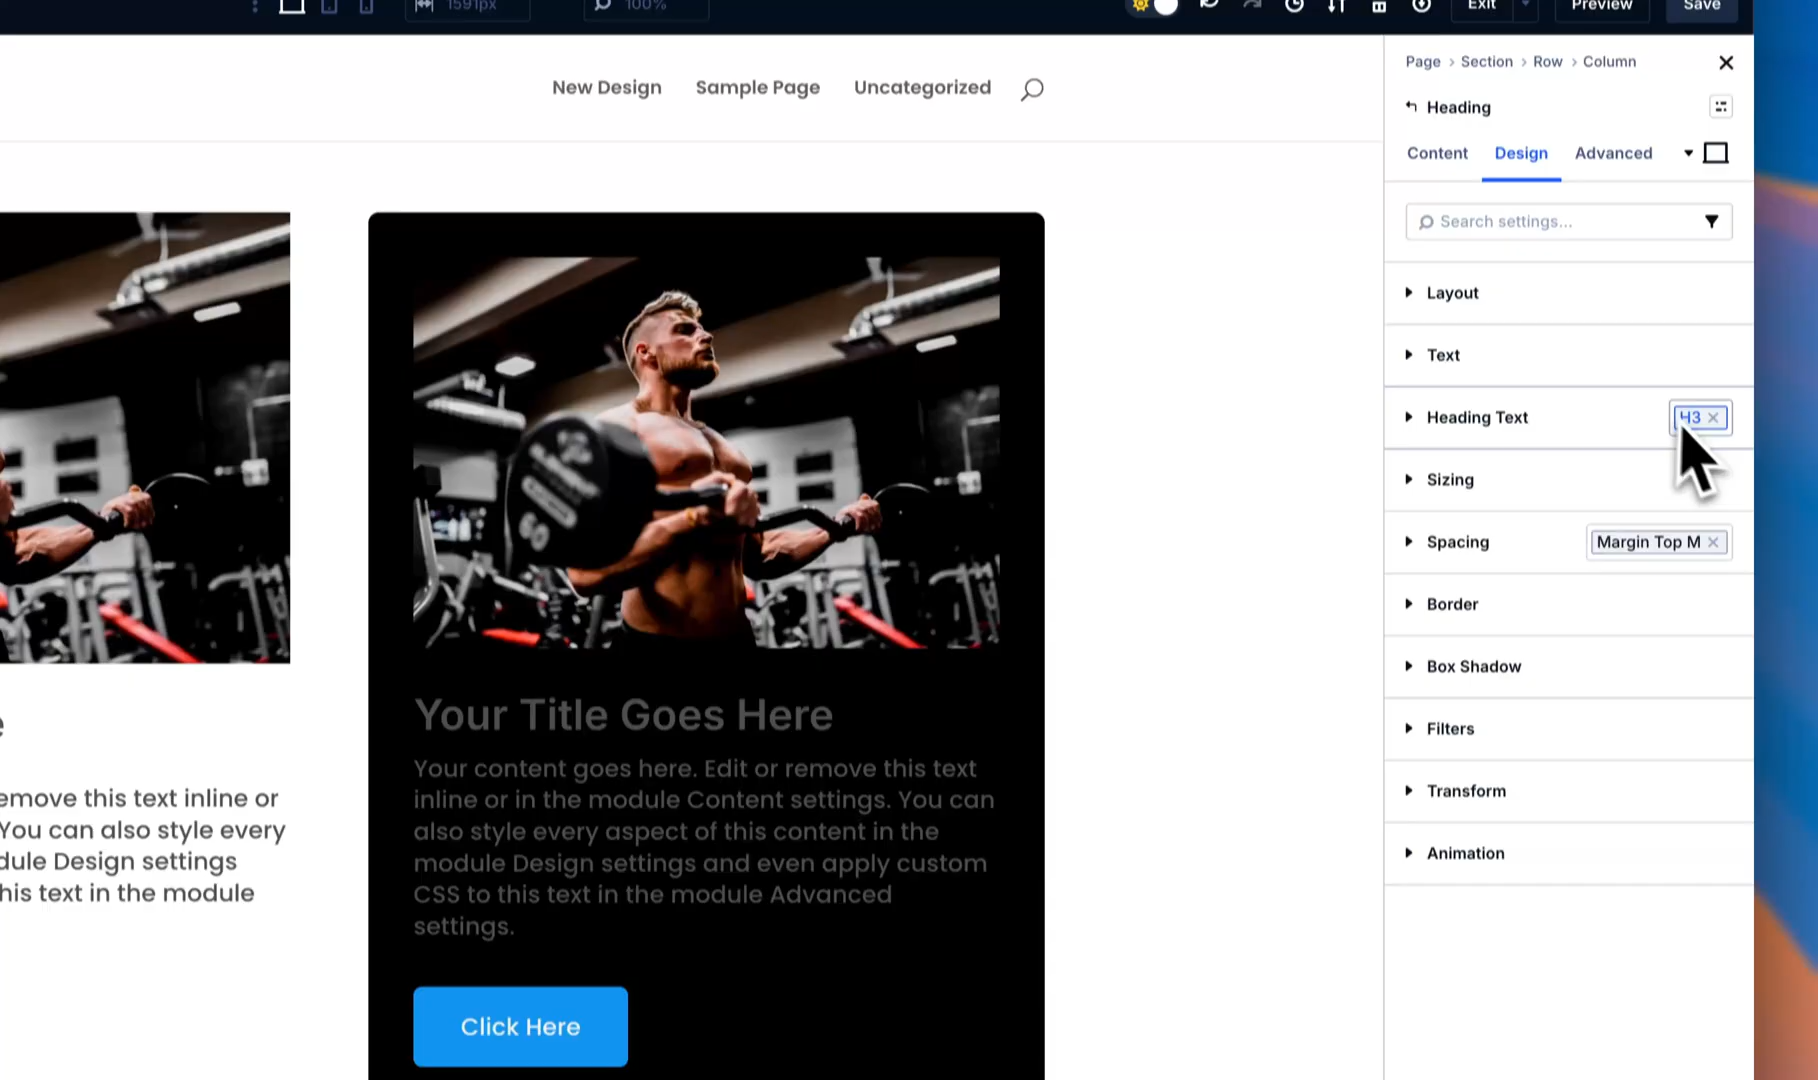 1591px
100%
Exit
Preview
Save
New Design
Sample Page
Uncategorized
Page > Section > Row > Column
Heading
Content
Design
Advanced
Search settings...
Layout
Text
Heading Text
H3
Sizing
Spacing
Margin Top M
Border
Box Shadow
Filters
Transform
Animation
e
emove this text inline or
You can also style every
dule Design settings
his text in the module
60
Your Title Goes Here
Your content goes here. Edit or remove this text
inline or in the module Content settings. You can
also style every aspect of this content in the
module Design settings and even apply custom
CSS to this text in the module Advanced
settings.
Click Here